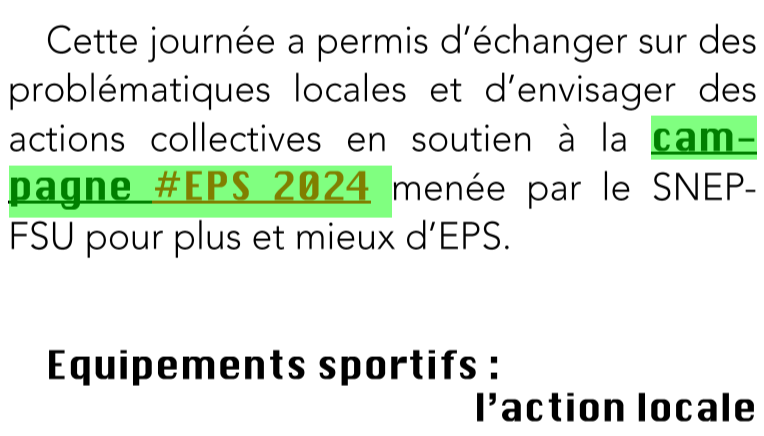 Cette journée a permis d’échanger sur des
problématiques locales et d’envisager des
actions collectives en soutien à la cam-
pagne #EPS 2024 menée par le SNEP-
FSU pour plus et mieux d’EPS.
Equipements sportifs :
l’action locale